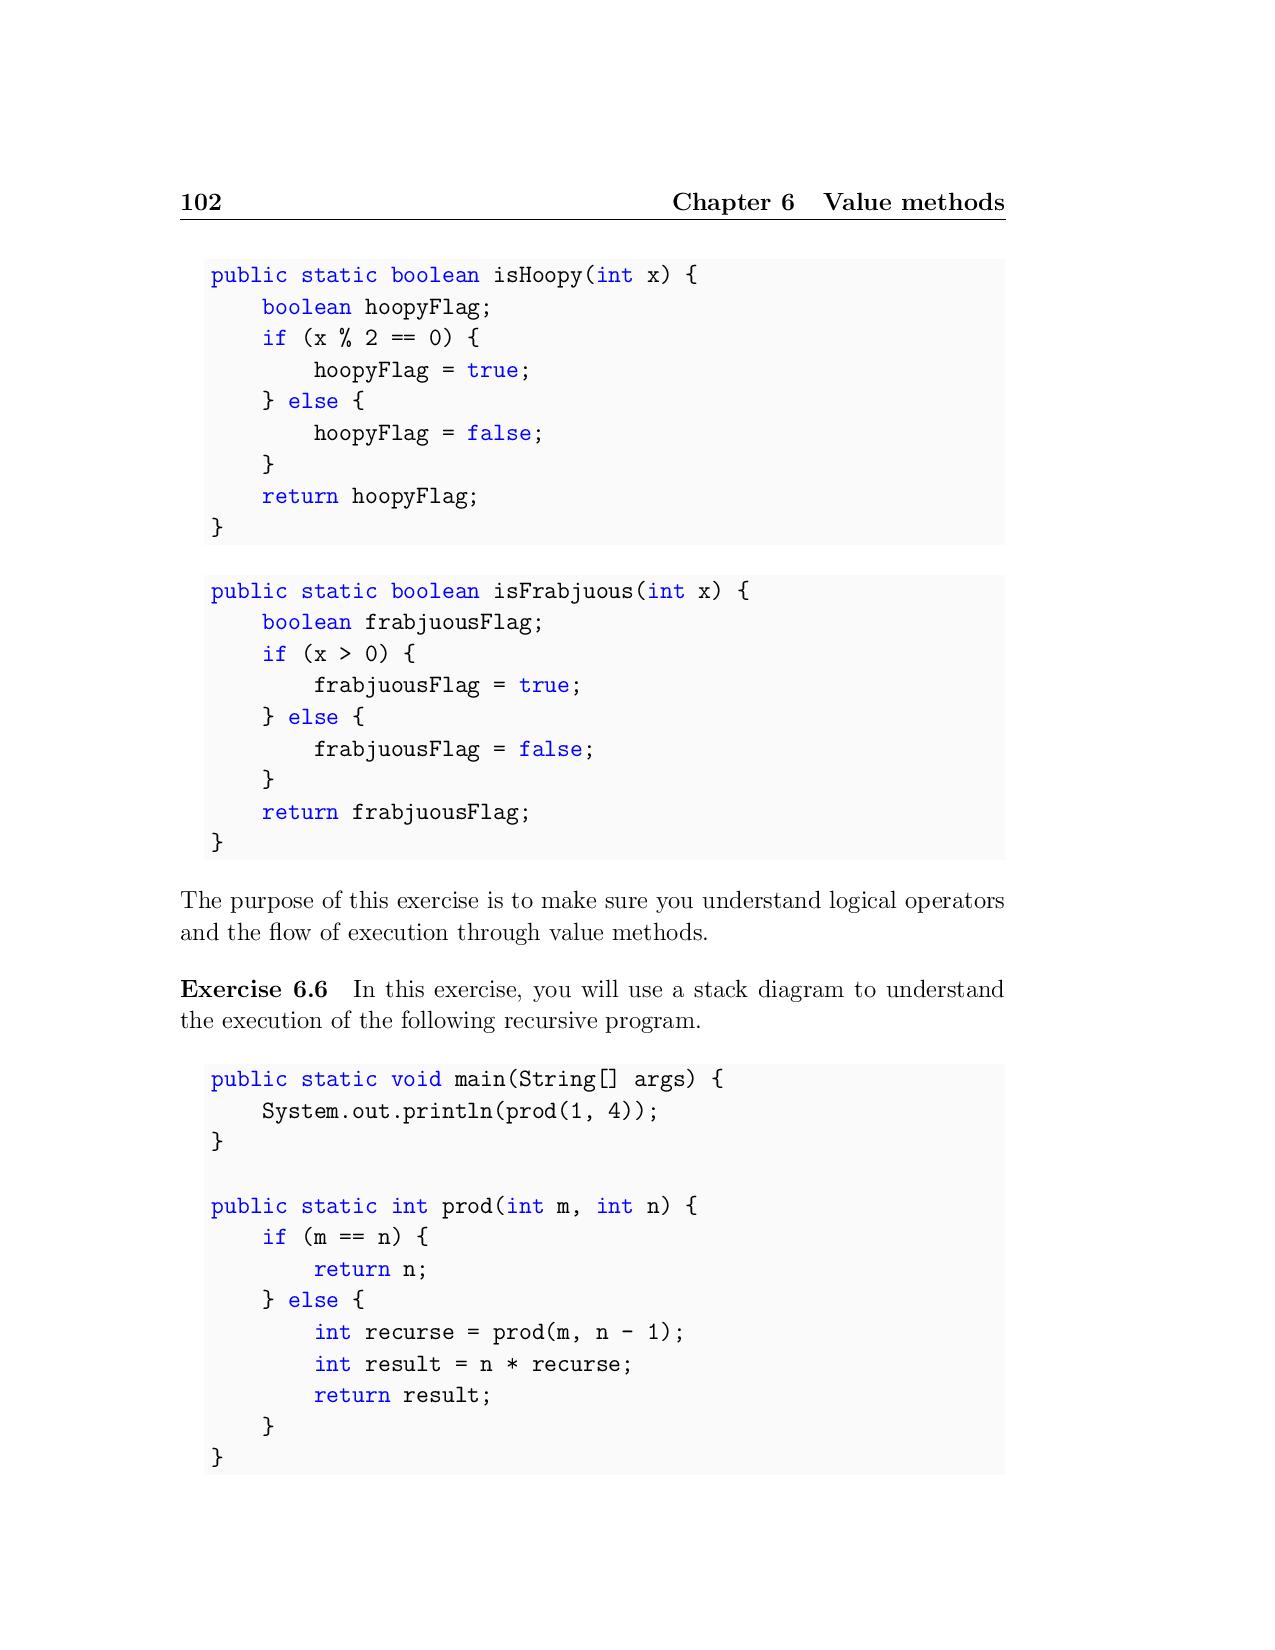 102 Chapter 6 Value methods
public static boolean isHoopy(int x) {
    boolean hoopyFlag;
    if (x % 2 == 0) {
        hoopyFlag = true;
    } else {
        hoopyFlag = false;
    }
    return hoopyFlag;
}
public static boolean isFrabjuous(int x) {
    boolean frabjuousFlag;
    if (x > 0) {
        frabjuousFlag = true;
    } else {
        frabjuousFlag = false;
    }
    return frabjuousFlag;
}
The purpose of this exercise is to make sure you understand logical operators
and the flow of execution through value methods.
Exercise 6.6 In this exercise, you will use a stack diagram to understand
the execution of the following recursive program.
public static void main(String[] args) {
    System.out.println(prod(1, 4));
}
public static int prod(int m, int n) {
    if (m == n) {
        return n;
    } else {
        int recurse = prod(m, n - 1);
        int result = n * recurse;
        return result;
    }
}